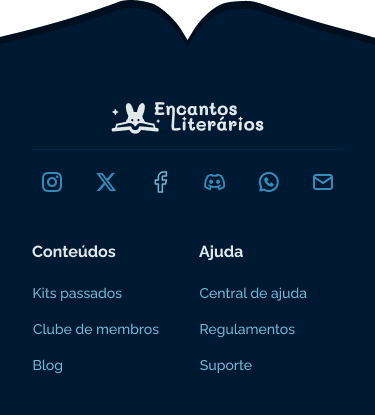 Encantos
Literários
Conteúdos
Kits passados
Clube de membros
Blog
Ajuda
Central de ajuda
Regulamentos
Suporte